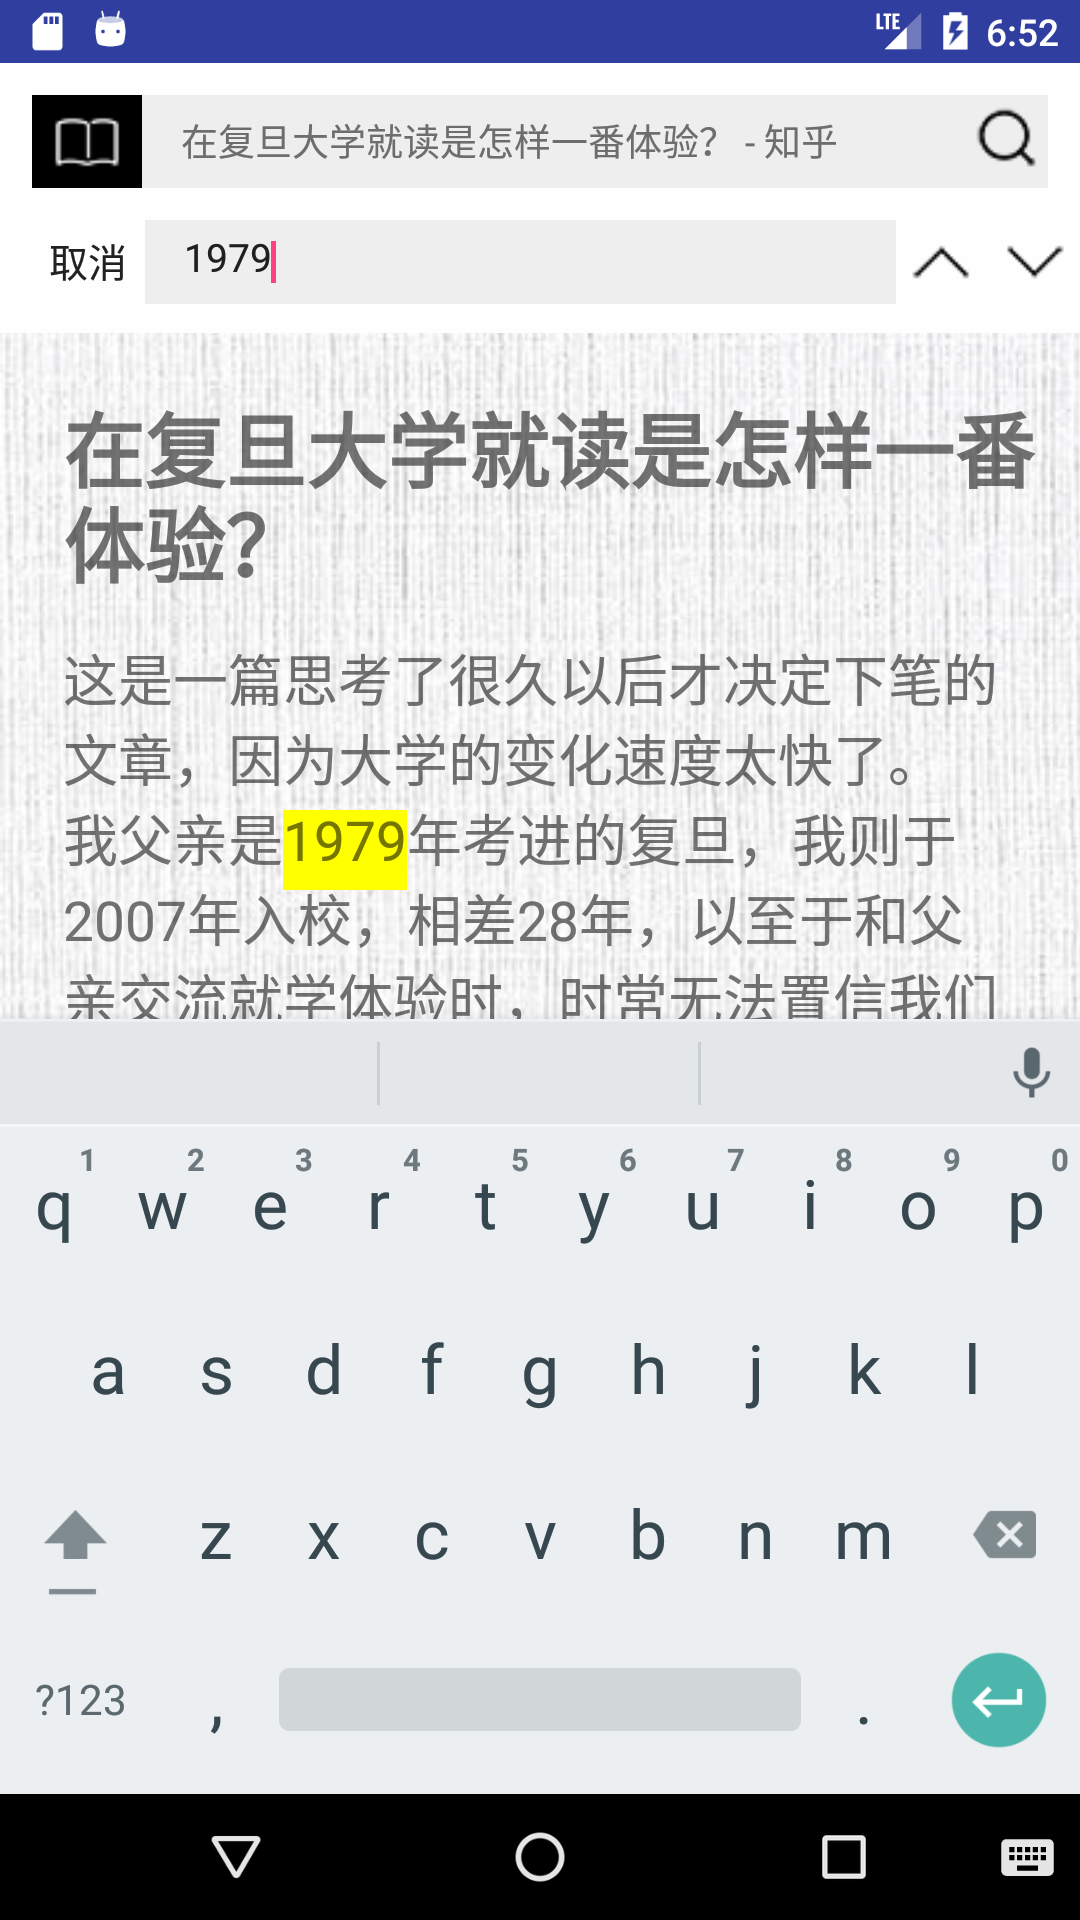 LTE 6:52
在复旦大学就读是怎样一番体验？ - 知乎
取消 1979
在复旦大学就读是怎样一番
体验？
这是一篇思考了很久以后才决定下笔的
文章，因为大学的变化速度太快了。
我父亲是1979年考进的复旦，我则于
2007年入校，相差28年，以至于和父
亲交流就学体验时，时常无法置信我们
1 2 3 4 5 6 7 8 9 0
q w e r t y u i o p
a s d f g h j k l
z x c v b n m
?123 , .